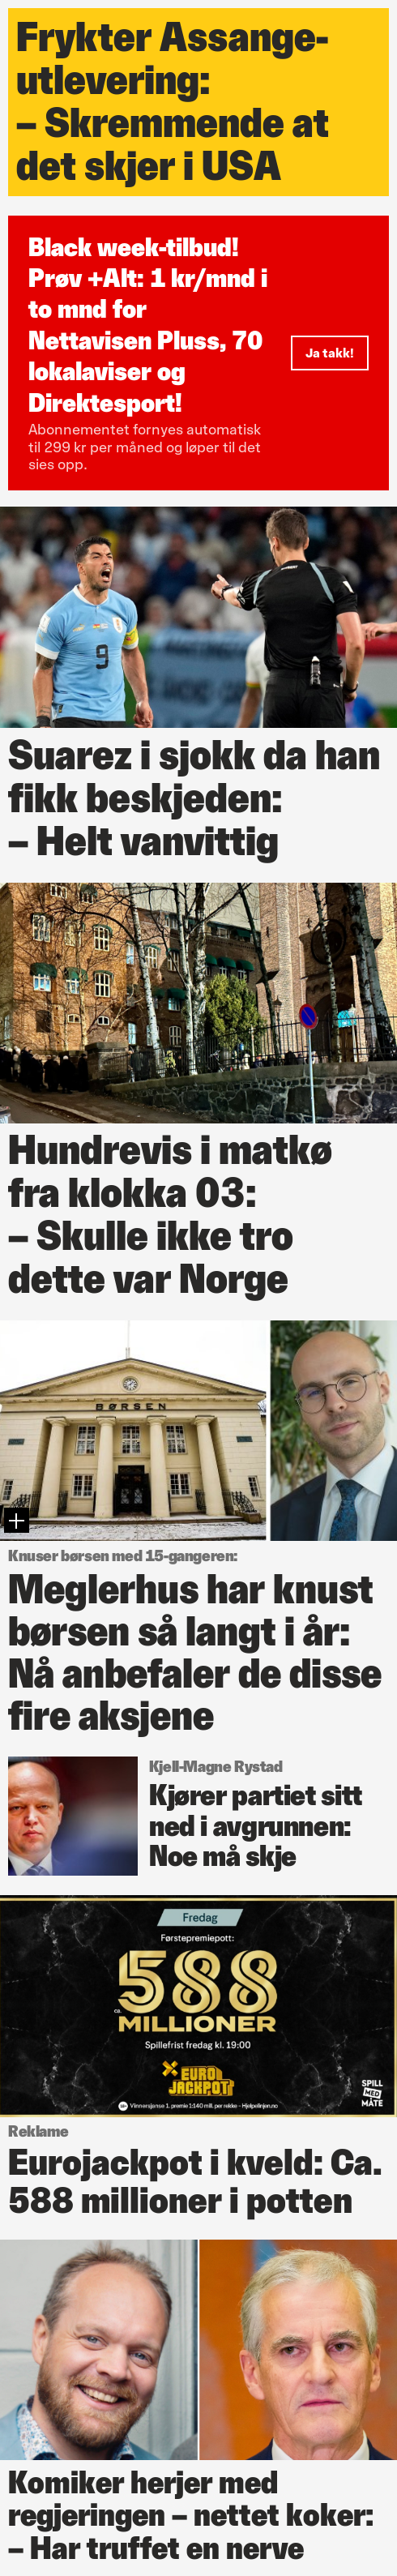 Frykter Assange-
utlevering:
– Skremmende at
det skjer i USA
Black week-tilbud!
Prøv +Alt: 1 kr/mnd i
to mnd for
Nettavisen Pluss, 70
lokalaviser og
Direktesport!
Abonnementet fornyes automatisk
til 299 kr per måned og løper til det
sies opp.
Ja takk!
9
Suarez i sjokk da han
fikk beskjeden:
– Helt vanvittig
Hundrevis i matkø
fra klokka 03:
– Skulle ikke tro
dette var Norge
BØRSEN
Knuser børsen med 15-gangeren:
Meglerhus har knust
børsen så langt i år:
Nå anbefaler de disse
fire aksjene
Kjell-Magne Rystad
Kjører partiet sitt
ned i avgrunnen:
Noe må skje
Fredag
Førstepremiepott:
ca. 588
MILLIONER
Spillefrist fredag kl. 19:00
EURO
JACKPOT
SPILL
MED
MÅTE
18+ Vinnersjanse 1. premie 1:140 mill. per rekke – Hjelpelinjen.no
Reklame
Eurojackpot i kveld: Ca.
588 millioner i potten
Komiker herjer med
regjeringen – nettet koker:
– Har truffet en nerve